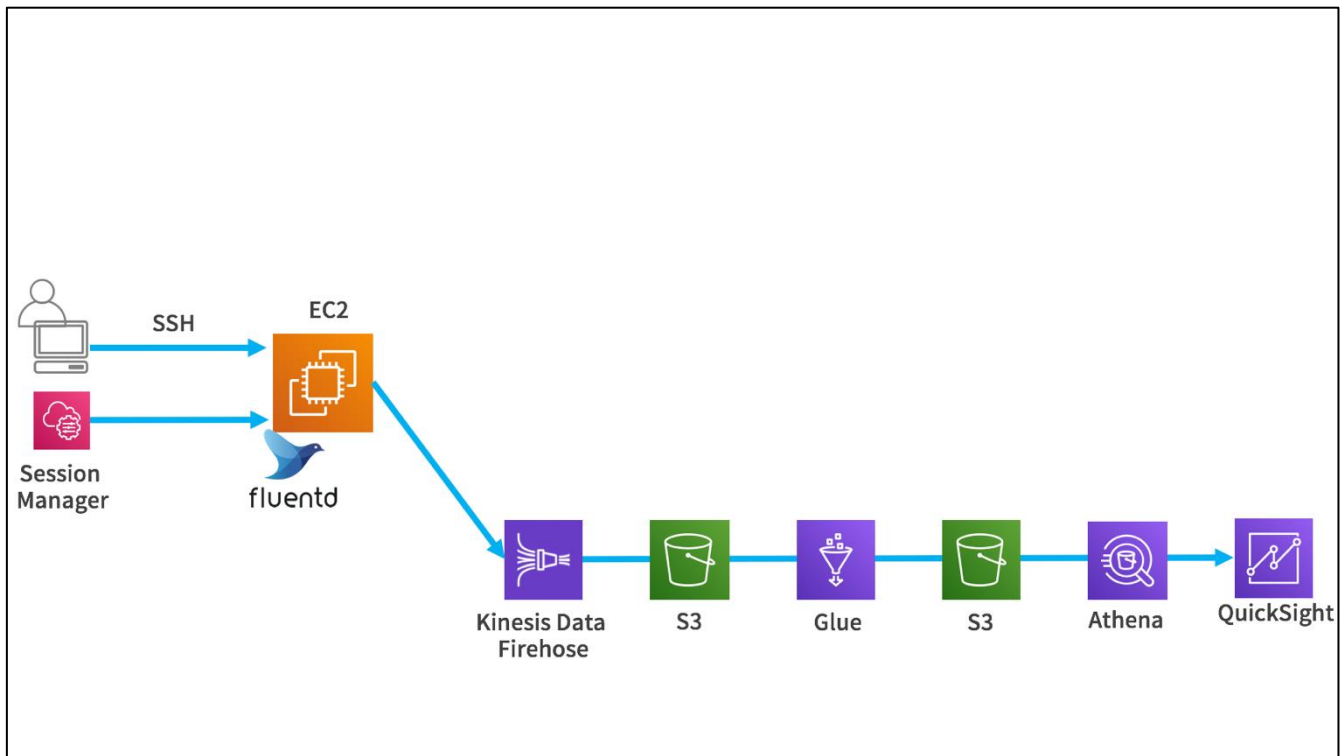 SSH
EC2
Session
Manager
fluentd
Kinesis Data
Firehose
S3
Glue
S3
Athena
QuickSight